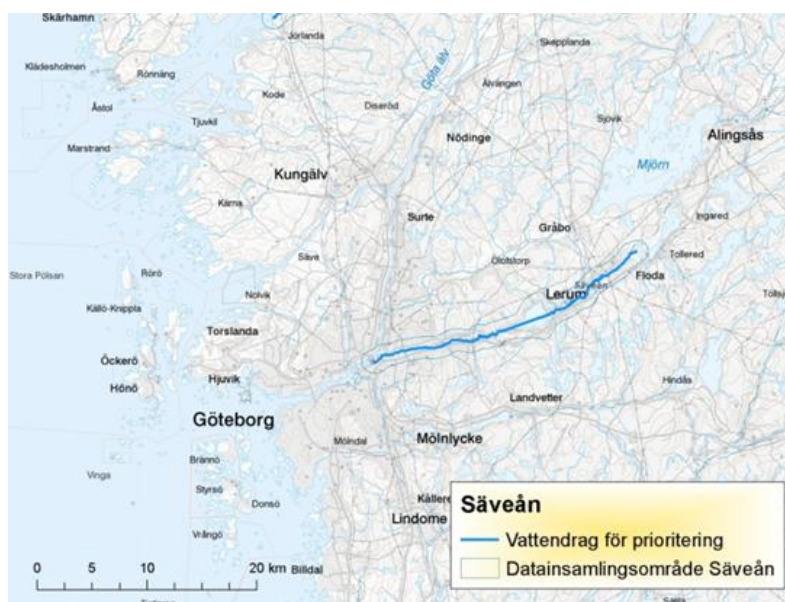 Skärhamn
Jörlanda
Skepplanda
Klädesholmen
Rönnäng
Göta älv
Älvängen
Åstol
Kode
Diseröd
Tjuvkil
Sjövik
Nödinge
Alingsås
Marstrand
Mjörn
Kungälv
Kärna
Surte
Ingared
Gråbo
Säve
Olofstorp
Tollered
Stora Pölsan
Rörö
Floda
Säveån
Nolvik
Lerum
Källö-Knippla
Torslanda
Öckerö
Hjuvik
Hindås
Hönö
Landvetter
Göteborg
Mölndal
Mölnlycke
Brännö
Vinga
Styrsö
Donsö
Källere
Lindome
Vrångö
Billdal
0 5 10 20 km
Säveån
Vattendrag för prioritering
Datainsamlingsområde Säveån